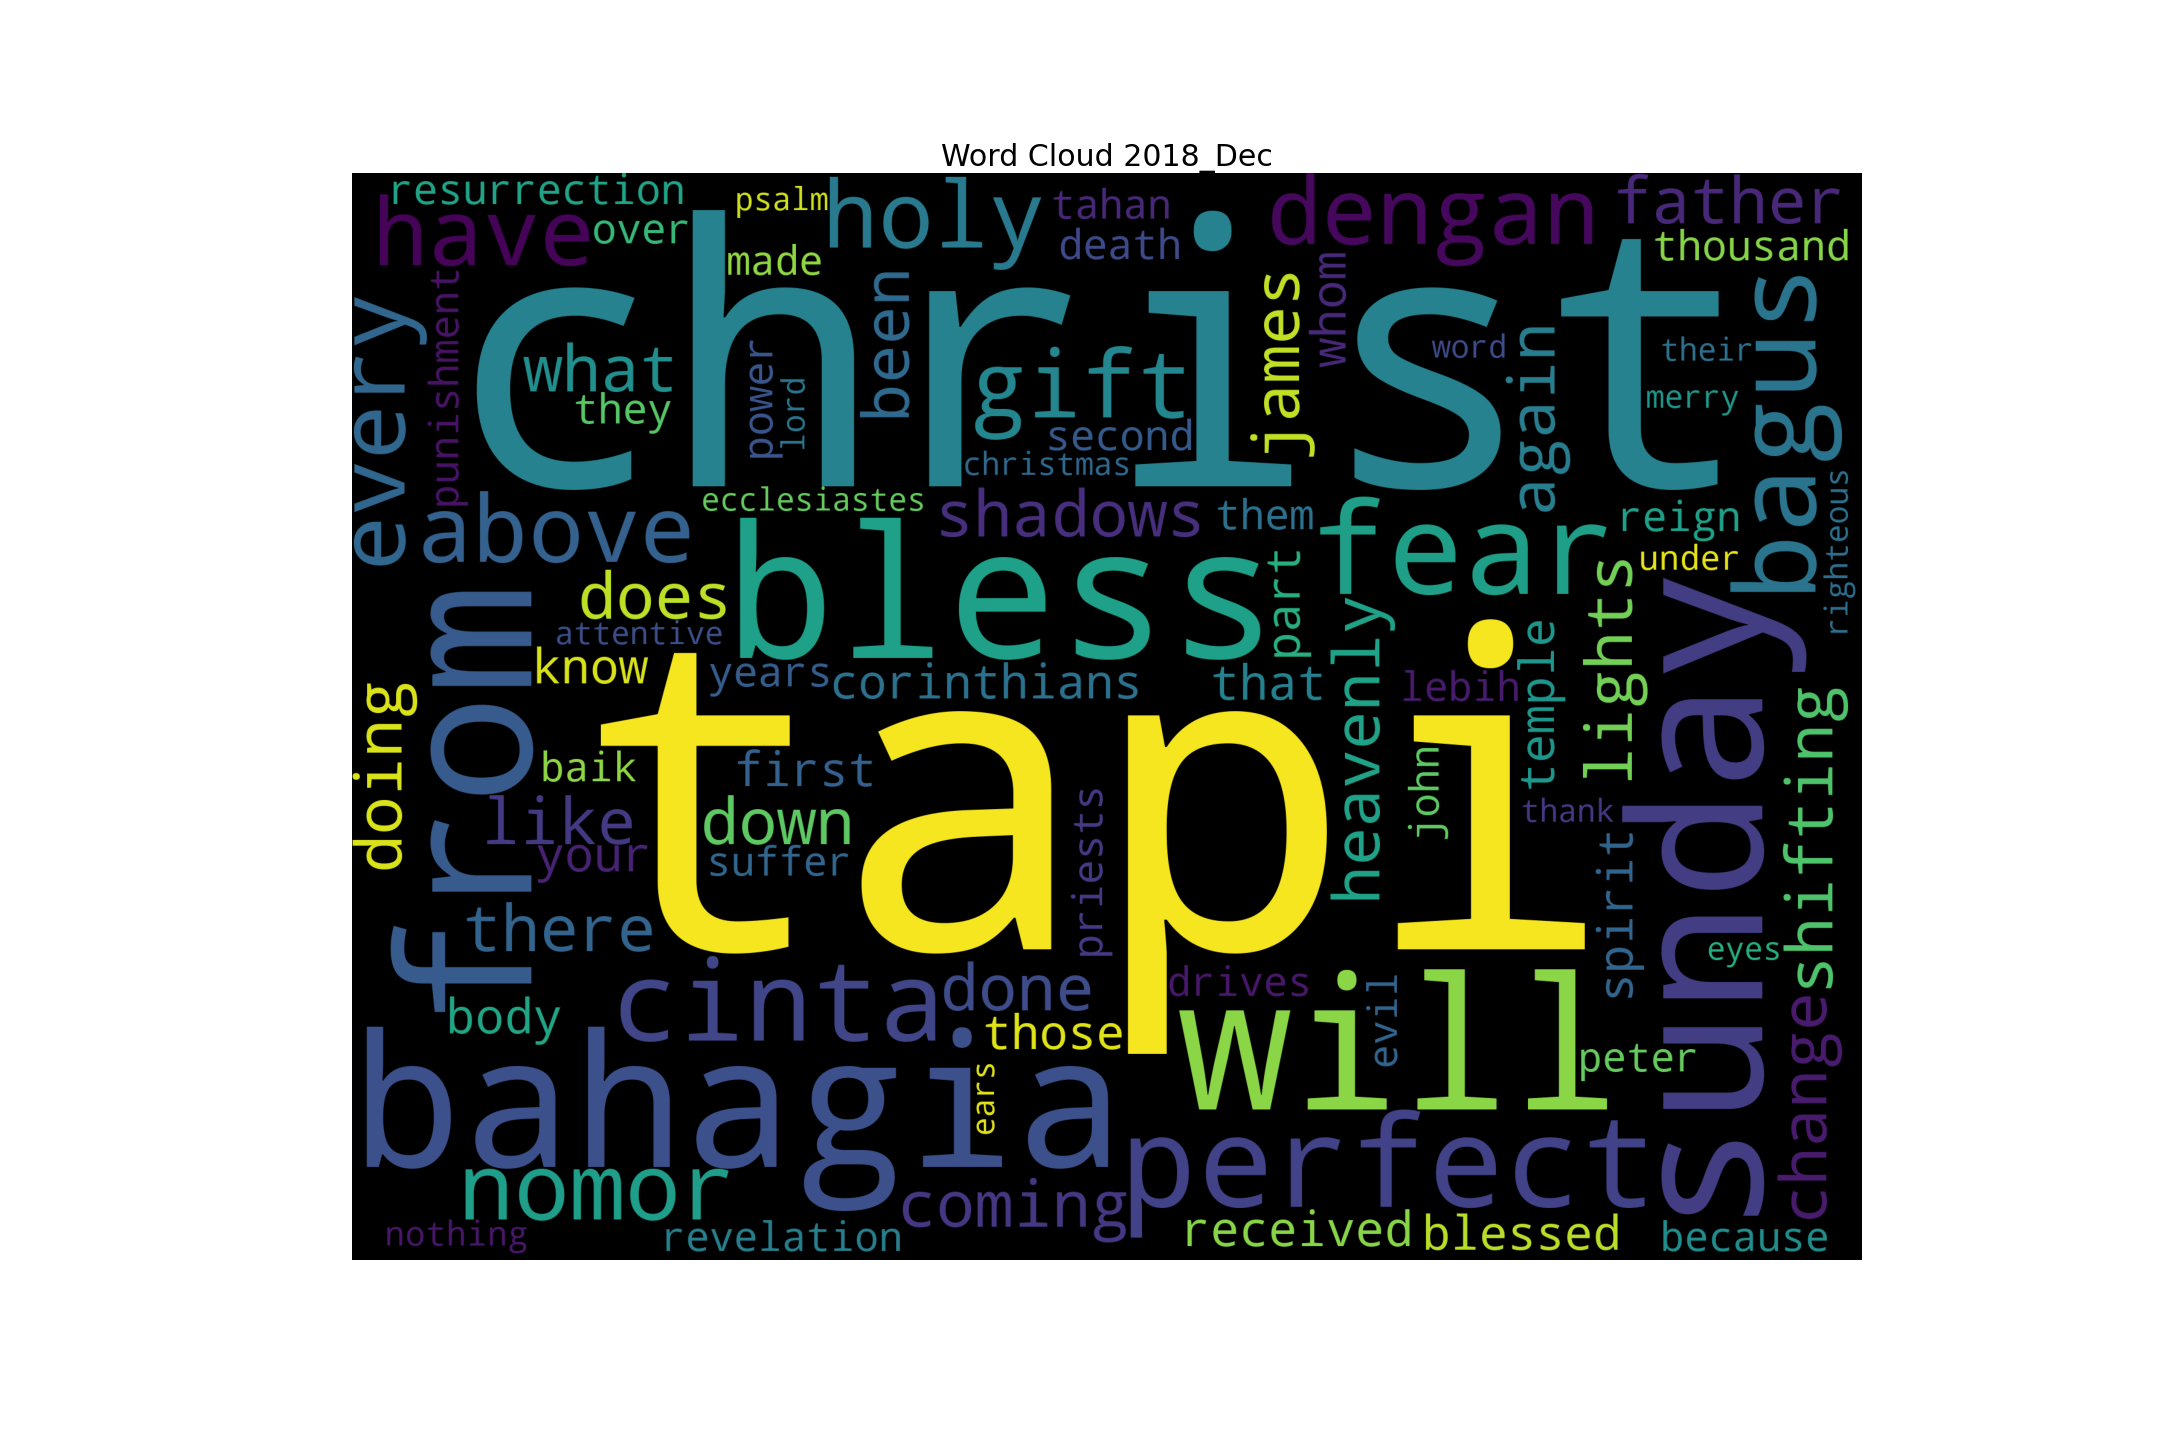 Word Cloud 2018_Dec
resurrection
psalm
holy
tahan
dengan
father
have
over
death
thousand
made
christ
every
punishment
what
they
power
lord
been
gift
second
christmas
james
whom
word
again
their
merry
bagus
righteous
above
ecclesiastes
shadows
them
fear
reign
under
bless
part
does
attentive
know
years
corinthians
that
heavenly
lebih
temple
lights
sunday
shifting
from
doing
baik
first
tapi
john
thank
like
your
down
suffer
priests
spirit
there
eyes
cinta
done
drives
will
evil
body
those
peter
change
bahagia
ears
perfect
nomor
coming
nothing
revelation
received
blessed
because